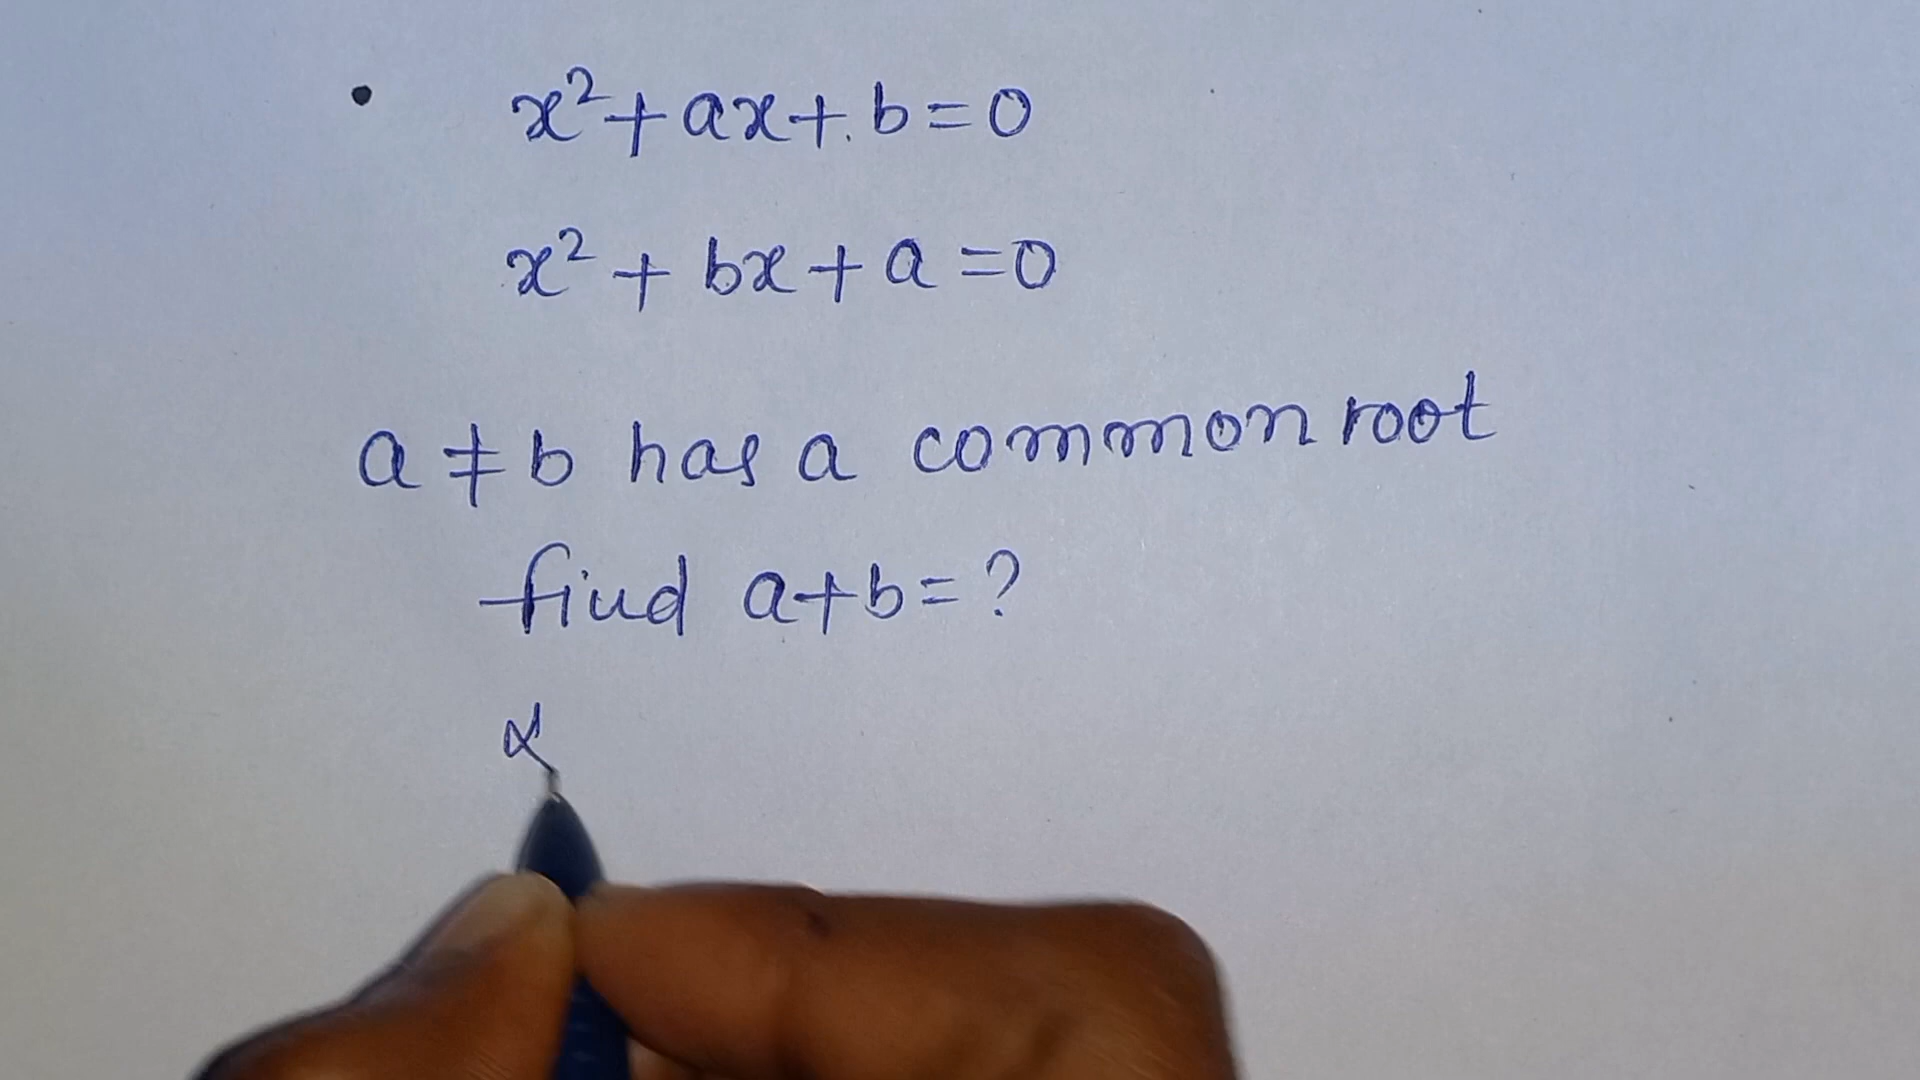 • x²+ax+b=0
x²+bx+a=0
a≠b has a common root
find a+b=?
α